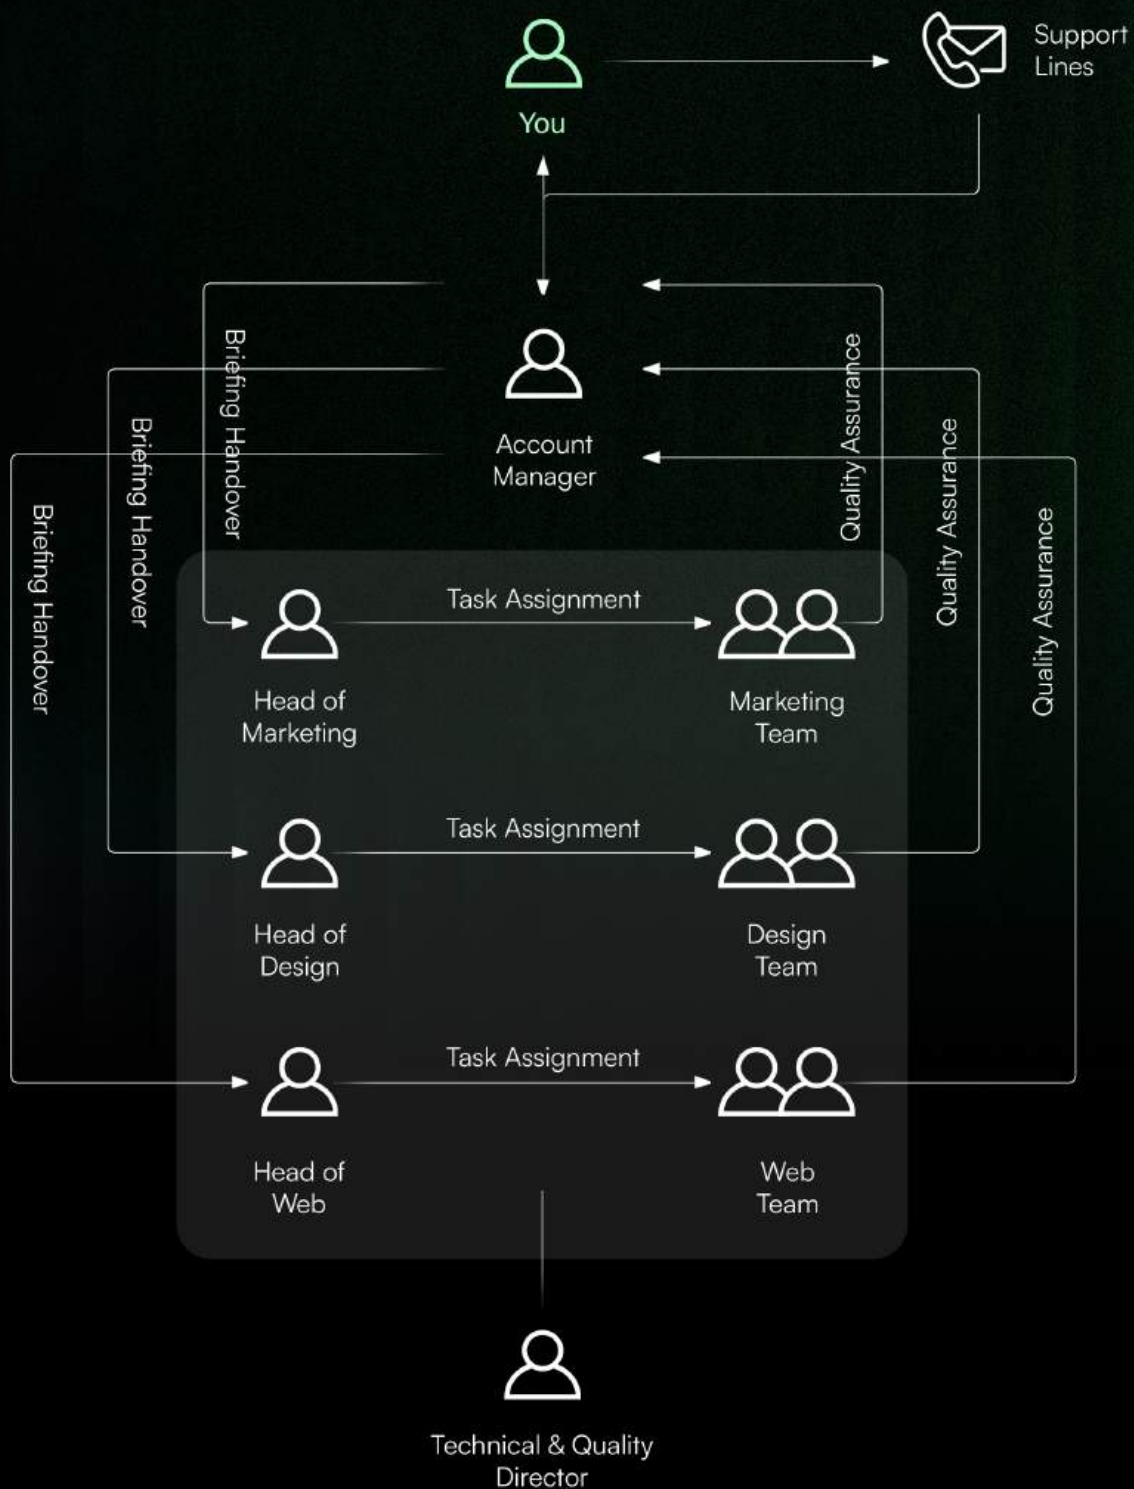 Support
Lines
You
Briefing Handover
Briefing Handover
Briefing Handover
Account
Manager
Quality Assurance
Quality Assurance
Quality Assurance
Task Assignment
Head of
Marketing
Marketing
Team
Task Assignment
Head of
Design
Design
Team
Task Assignment
Head of
Web
Web
Team
Technical & Quality
Director